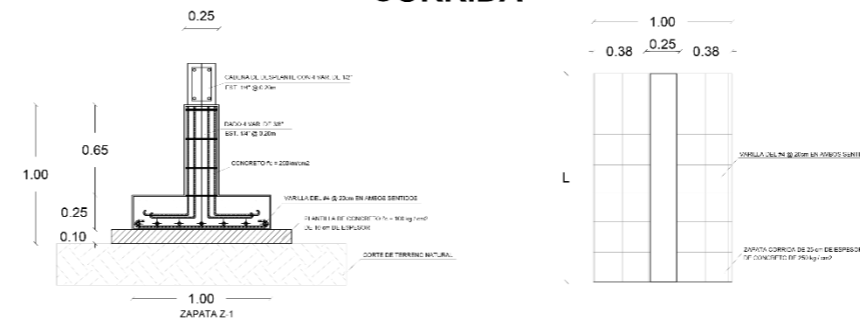 CORRIDA
0.25
CADENA DE DESPLANTE CON 4 VAR. DE 1/2"
EST. 1/4" @ 0.20m
DADO 4 VAR. DE 3/8"
EST. 1/4" @ 0.20m
0.65
1.00
CONCRETO
VARILLA DEL #4 @ 20cm EN AMBOS SENTIDOS
0.25
PLANTILLA DE CONCRETO f'c = 100 kg / cm2
DE 10 cm DE ESPESOR
0.10
CORTE DE TERRENO NATURAL
1.00
ZAPATA Z-1
1.00
0.38 0.25 0.38
VARILLA DEL #4 @ 20cm EN AMBOS
L
ZAPATA CORRIDA DE 25 cm DE ESPESOR
DE CONCRETO DE 250 kg / cm2